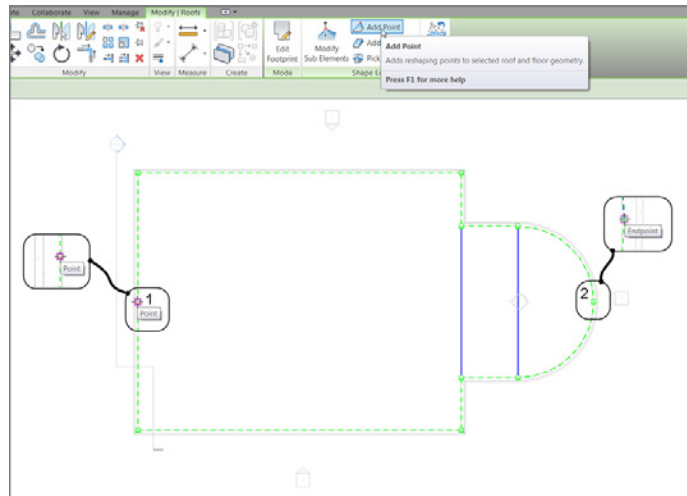 Collaborate View Manage Modify | Roofs
Add Point
Edit
Footprint
Modify
Sub Elements
Add
Pick
Modify View Measure Create Mode Shape E
Add Point
Adds reshaping points to selected roof and floor geometry.
Press F1 for more help
Point
1
Point
2
Endpoint